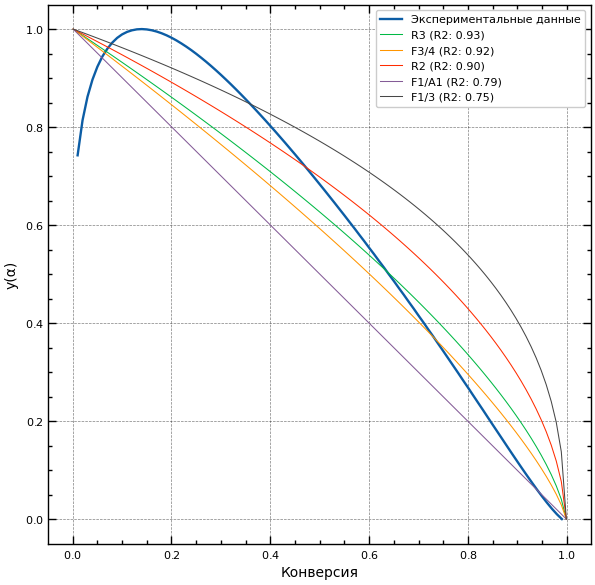 Экспериментальные данные
R3 (R2: 0.93)
F3/4 (R2: 0.92)
R2 (R2: 0.90)
F1/A1 (R2: 0.79)
F1/3 (R2: 0.75)
y(α)
1.0
0.8
0.6
0.4
0.2
0.0
0.0 0.2 0.4 0.6 0.8 1.0
Конверсия